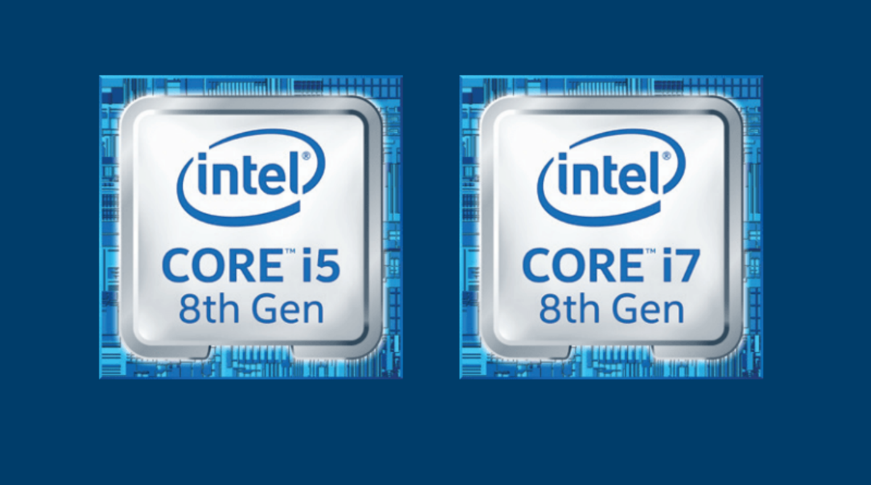 intel®
CORE™ i5
8th Gen
intel®
CORE™ i7
8th Gen